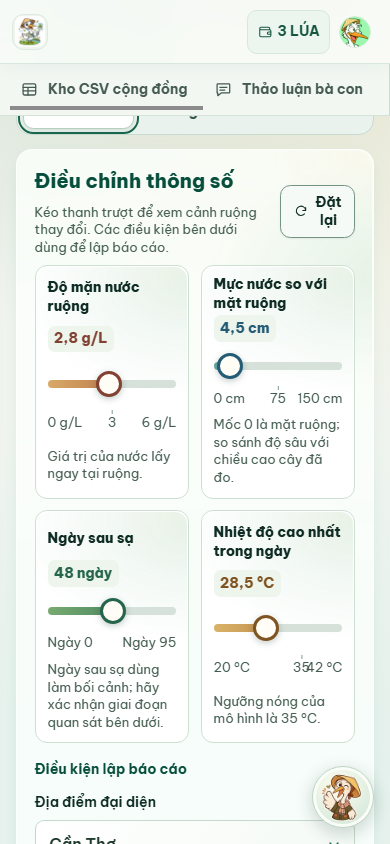 3 LÚA
Kho CSV cộng đồng
Thảo luận bà con
Điều chỉnh thông số
Kéo thanh trượt để xem cảnh ruộng
thay đổi. Các điều kiện bên dưới
dùng để lập báo cáo.
Đặt
lại
Độ mặn nước
ruộng
2,8 g/L
0 g/L 3 6 g/L
Giá trị của nước lấy
ngay tại ruộng.
Mực nước so với
mặt ruộng
4,5 cm
0 cm 75 150 cm
Mốc 0 là mặt ruộng;
so sánh độ sâu với
chiều cao cây đã
đo.
Ngày sau sạ
48 ngày
Ngày 0 Ngày 95
Ngày sau sạ dùng
làm bối cảnh; hãy
xác nhận giai đoạn
quan sát bên dưới.
Nhiệt độ cao nhất
trong ngày
28,5 °C
20 °C 35 42 °C
Ngưỡng nóng của
mô hình là 35 °C.
Điều kiện lập báo cáo
Địa điểm đại diện
Cần Thơ